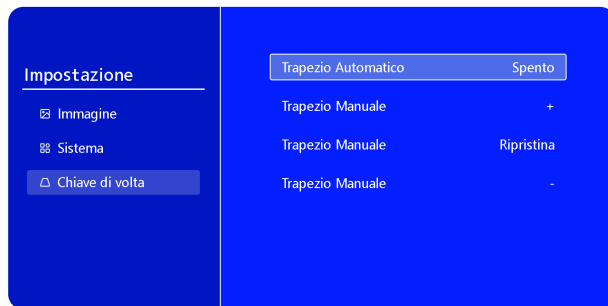 Impostazione
Immagine
Sistema
Chiave di volta
Trapezio Automatico Spento
Trapezio Manuale +
Trapezio Manuale Ripristina
Trapezio Manuale -